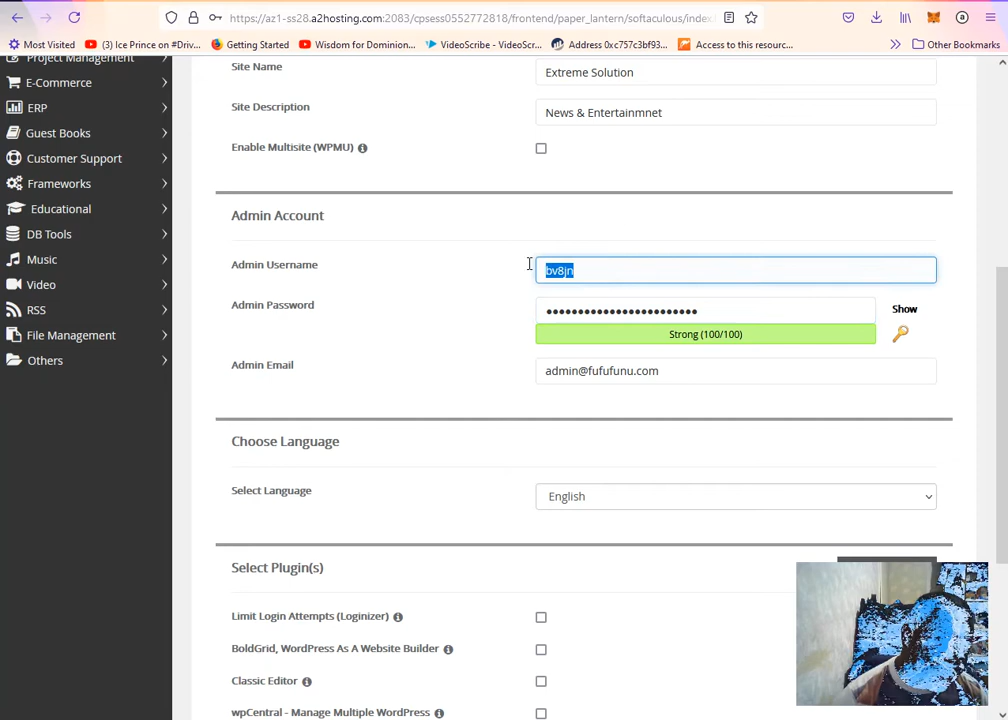 https://az1-ss28.a2hosting.com:2083/cpsess0552772818/frontend/paper_lantern/softaculous/index.
Most Visited
(3) Ice Prince on #Driv...
Getting Started
Wisdom for Dominion...
VideoScribe - VideoScr...
Address 0xc757c3bf93...
Access to this resourc...
Other Bookmarks
Project Management
E-Commerce
ERP
Guest Books
Customer Support
Frameworks
Educational
DB Tools
Music
Video
RSS
File Management
Others
Site Name
Extreme Solution
Site Description
News & Entertainmnet
Enable Multisite (WPMU)
Admin Account
Admin Username
bv8jn
Admin Password
••••••••••••••••••••••••
Show
Strong (100/100)
Admin Email
admin@fufufunu.com
Choose Language
Select Language
English
Select Plugin(s)
Limit Login Attempts (Loginizer)
BoldGrid, WordPress As A Website Builder
Classic Editor
wpCentral - Manage Multiple WordPress